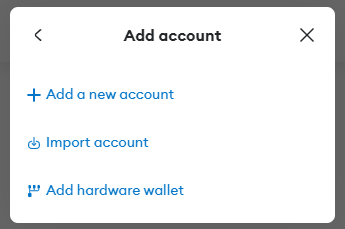 Add account
Add a new account
Import account
Add hardware wallet